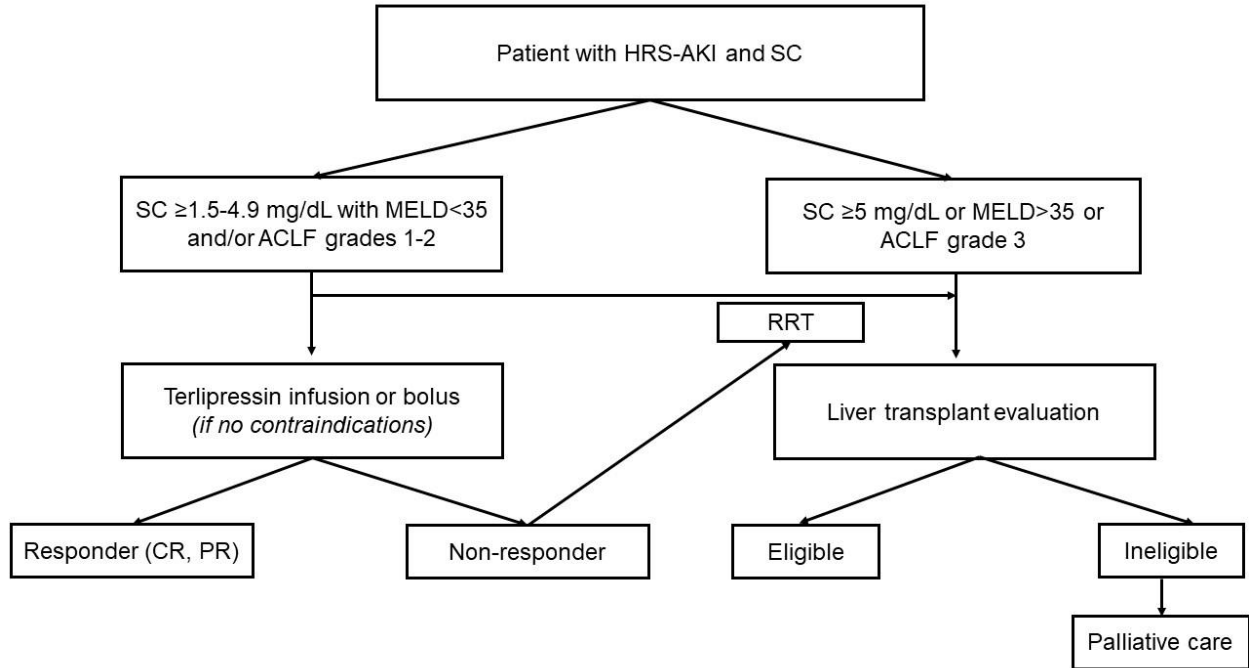 Patient with HRS-AKI and SC
SC ≥1.5-4.9 mg/dL with MELD<35
and/or ACLF grades 1-2
SC ≥5 mg/dL or MELD>35 or
ACLF grade 3
RRT
Terlipressin infusion or bolus
(if no contraindications)
Liver transplant evaluation
Responder (CR, PR)
Non-responder
Eligible
Ineligible
Palliative care